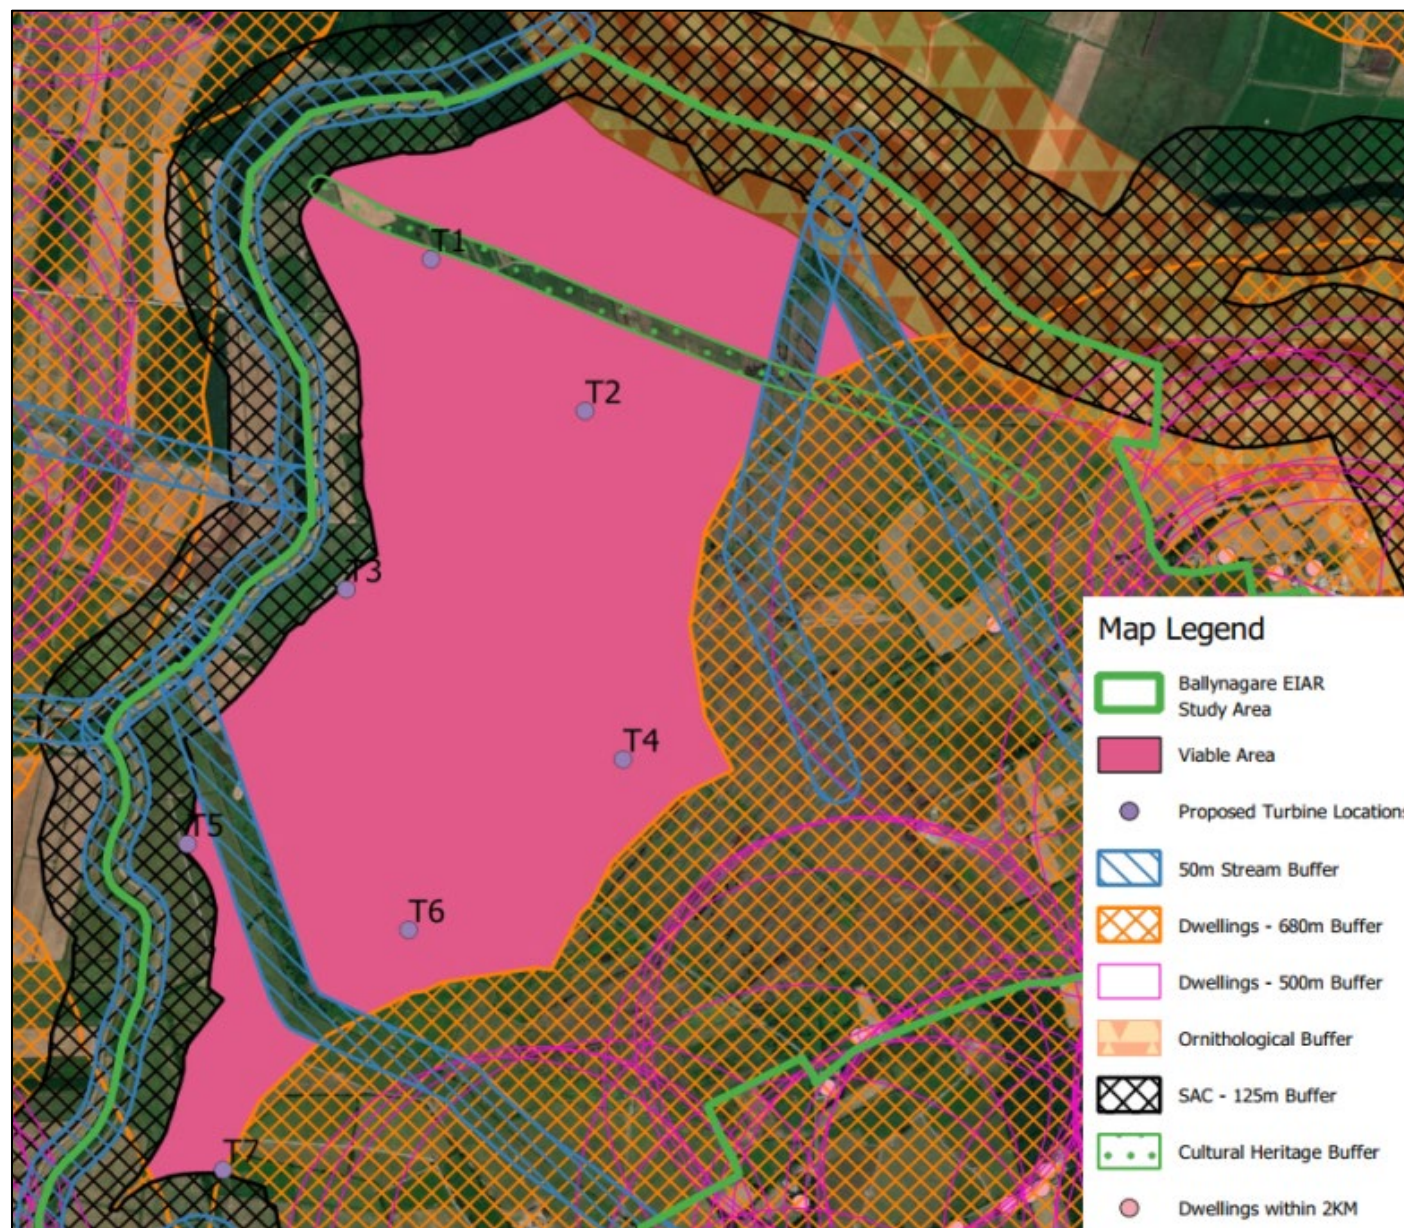 T1
T2
T3
T4
T5
T6
T7
Map Legend
Ballynagare EIAR
Study Area
Viable Area
Proposed Turbine Locations
50m Stream Buffer
Dwellings - 680m Buffer
Dwellings - 500m Buffer
Ornithological Buffer
SAC - 125m Buffer
Cultural Heritage Buffer
Dwellings within 2KM